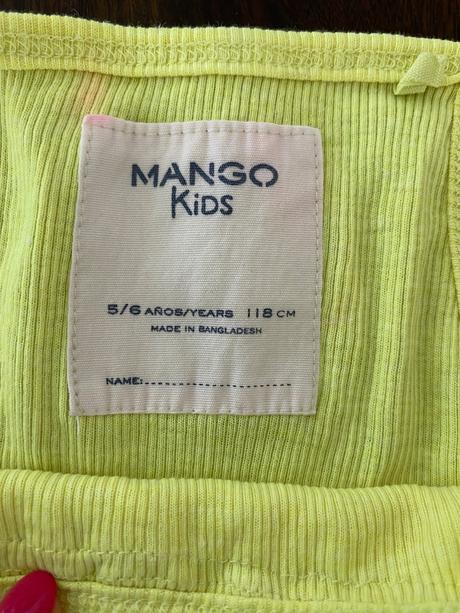 MANGO
KiDS
5/6 AÑOS/YEARS 118 CM
MADE IN BANGLADESH
NAME: